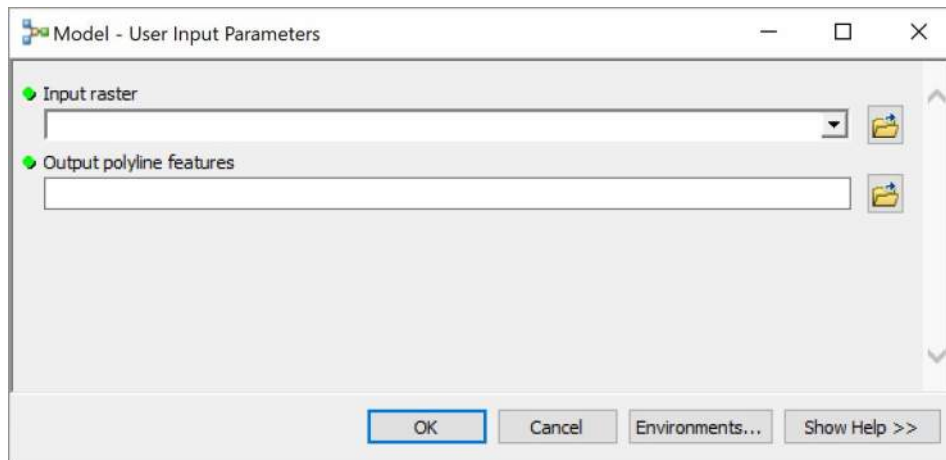 Model - User Input Parameters
Input raster
Output polyline features
OK Cancel Environments... Show Help >>